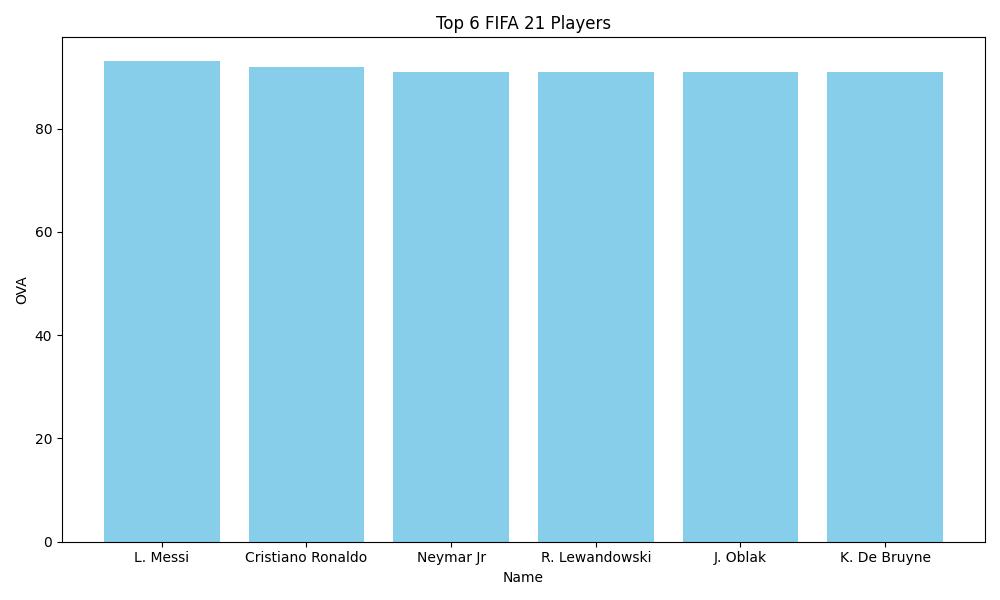 Top 6 FIFA 21 Players
OVA
80
60
40
20
0
L. Messi
Cristiano Ronaldo
Neymar Jr
R. Lewandowski
J. Oblak
K. De Bruyne
Name